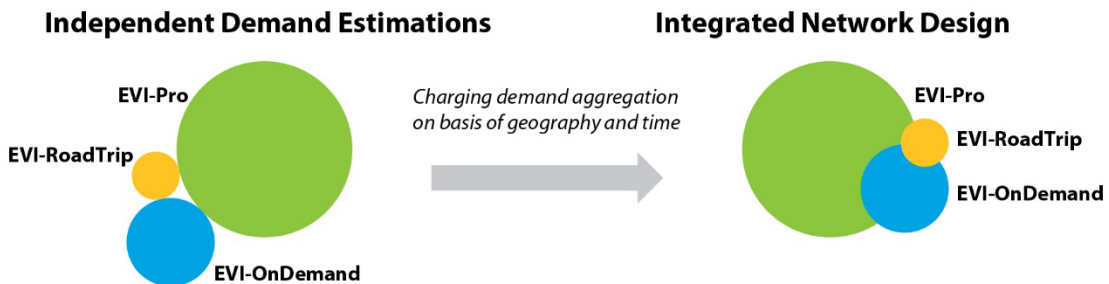 Independent Demand Estimations
Integrated Network Design
EVI-Pro
EVI-RoadTrip
EVI-OnDemand
Charging demand aggregation
on basis of geography and time
EVI-Pro
EVI-RoadTrip
EVI-OnDemand